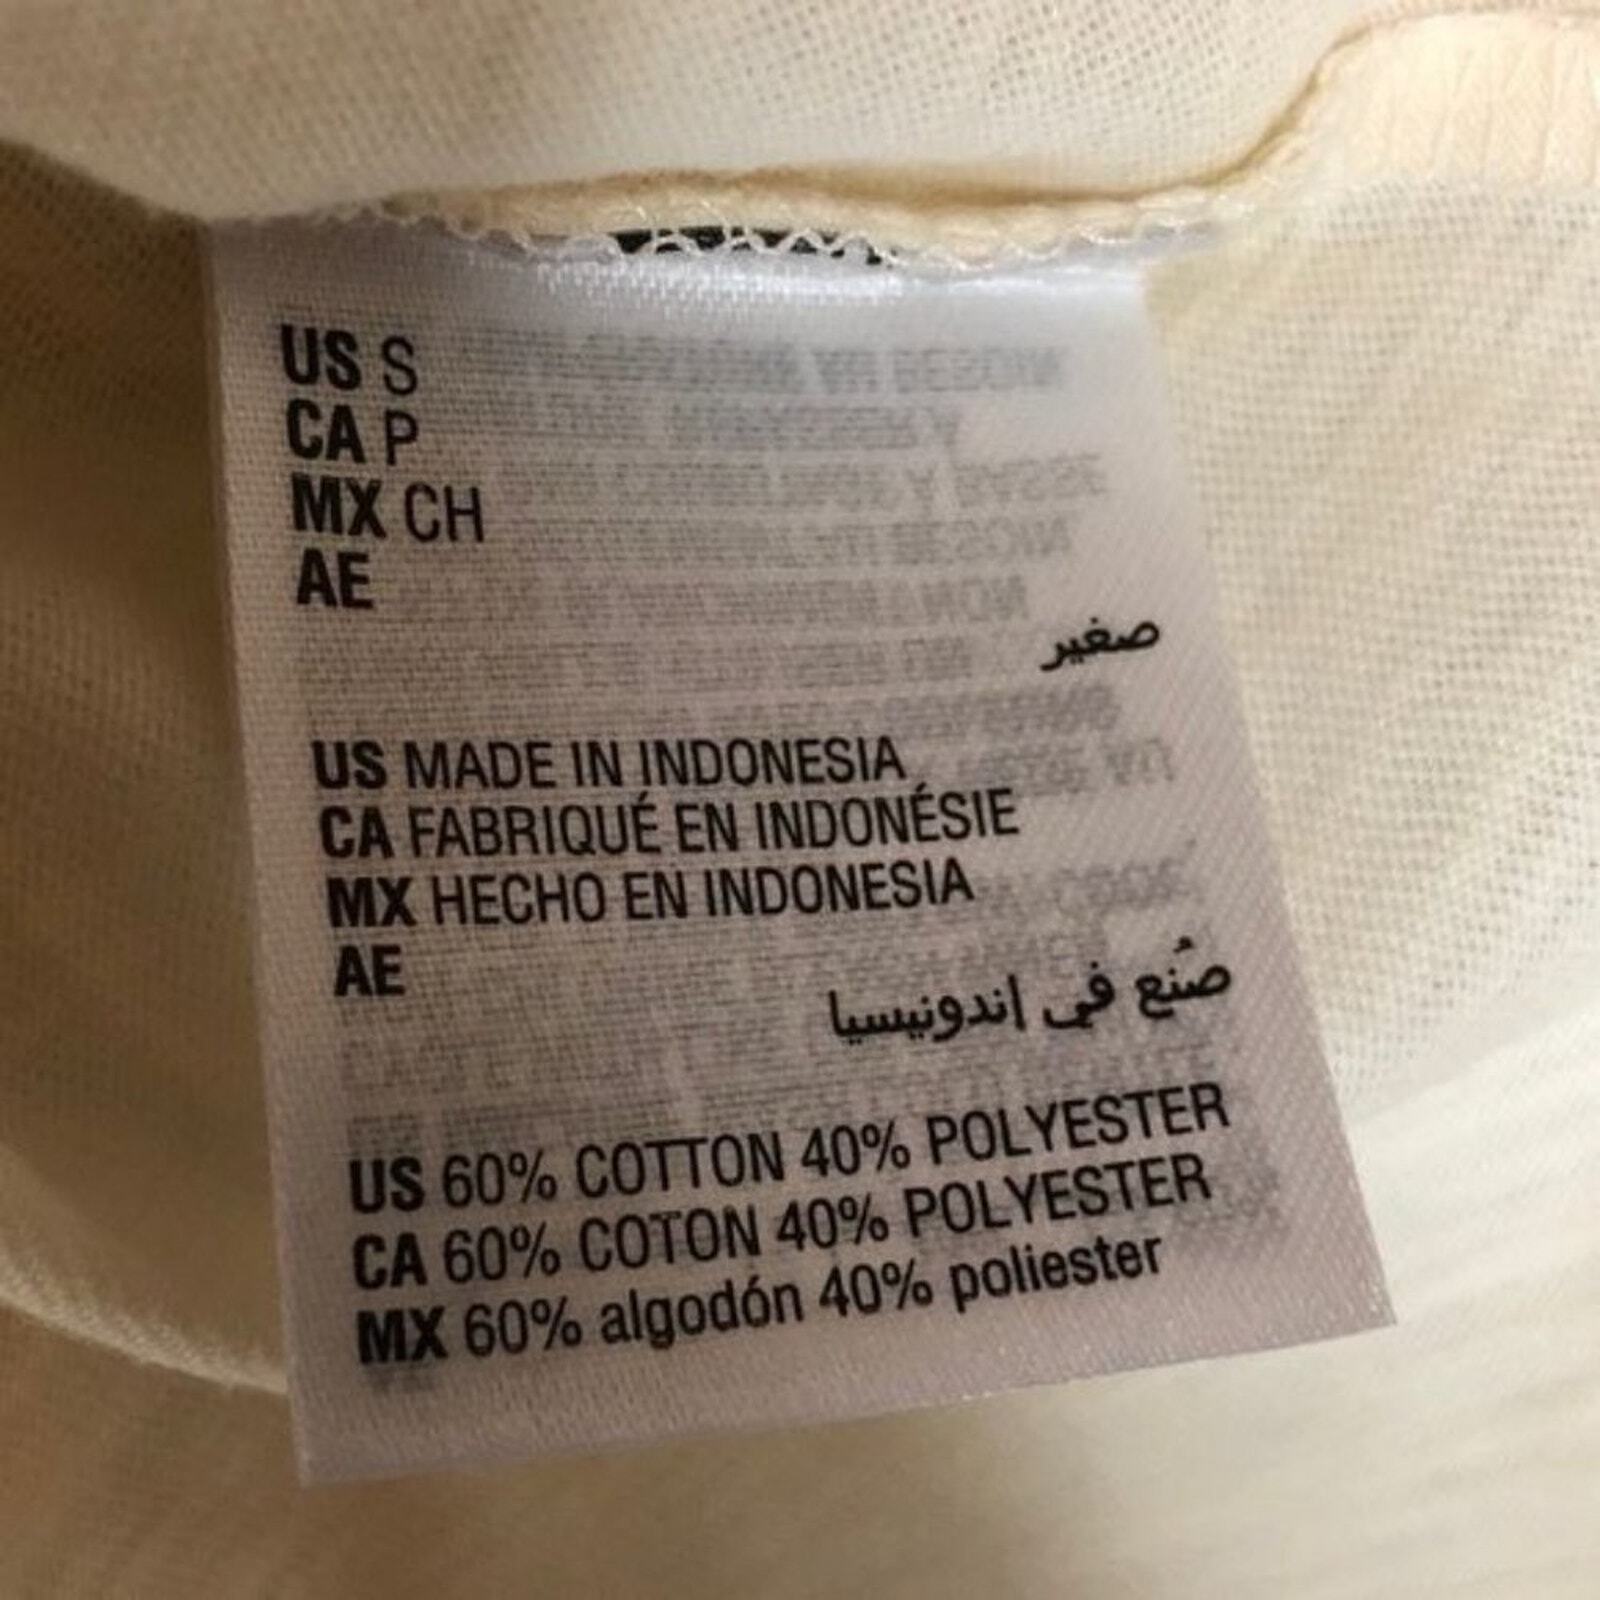 US S
CA P
MX CH
AE
صغير
US MADE IN INDONESIA
CA FABRIQUÉ EN INDONÉSIE
MX HECHO EN INDONESIA
AE
صُنع في اندونيسيا
US 60% COTTON 40% POLYESTER
CA 60% COTON 40% POLYESTER
MX 60% algodón 40% poliester